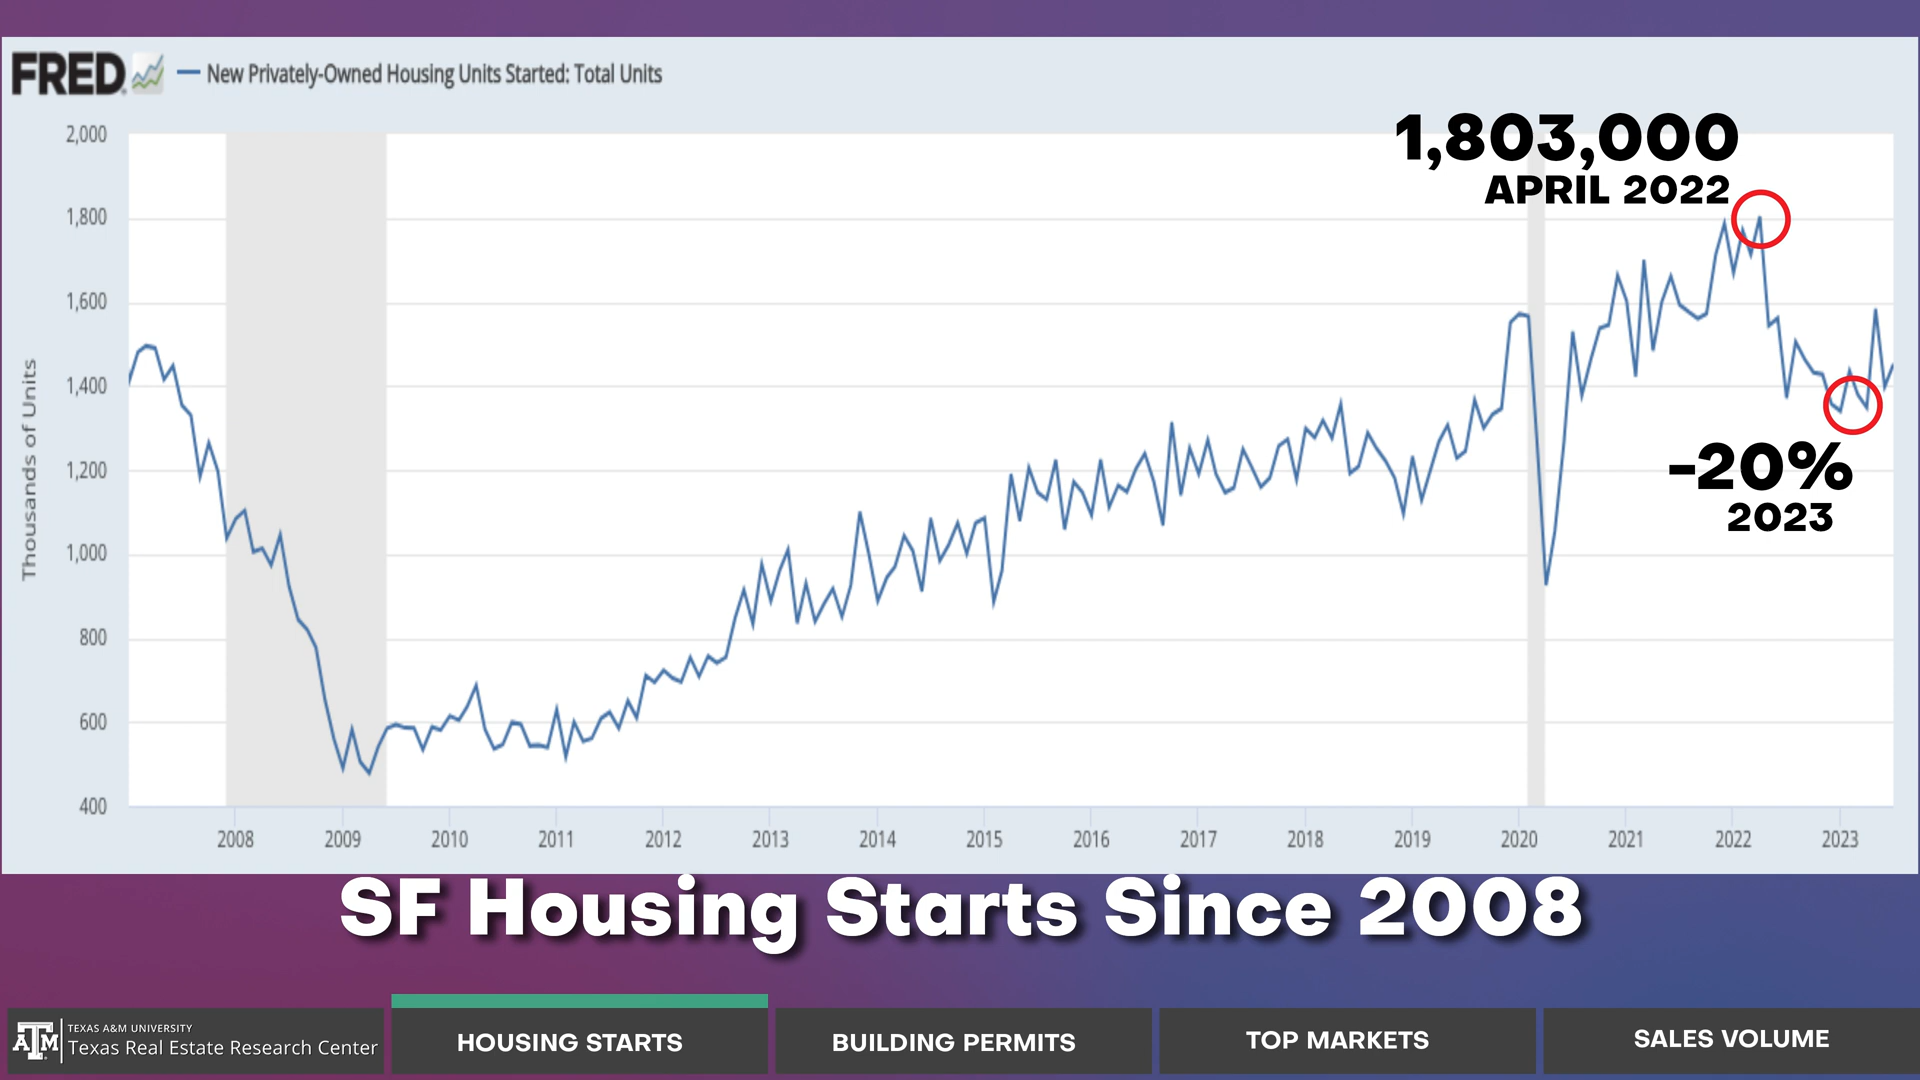 FRED
New Privately-Owned Housing Units Started: Total Units
1,803,000
APRIL 2022
2,000
1,800
1,600
1,400
1,200
1,000
800
600
400
Thousands of Units
-20%
2023
2008
2009
2010
2011
2012
2013
2014
2015
2016
2017
2018
2019
2020
2021
2022
2023
SF Housing Starts Since 2008
ATM
TEXAS A&M UNIVERSITY
Texas Real Estate Research Center
HOUSING STARTS
BUILDING PERMITS
TOP MARKETS
SALES VOLUME